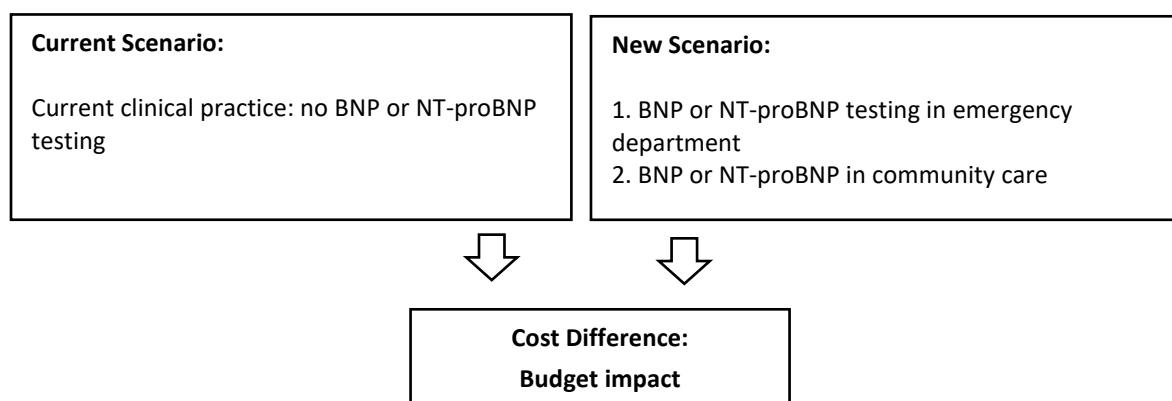 Current Scenario:
Current clinical practice: no BNP or NT-proBNP
testing
New Scenario:
1. BNP or NT-proBNP testing in emergency
department
2. BNP or NT-proBNP in community care
Cost Difference:
Budget impact